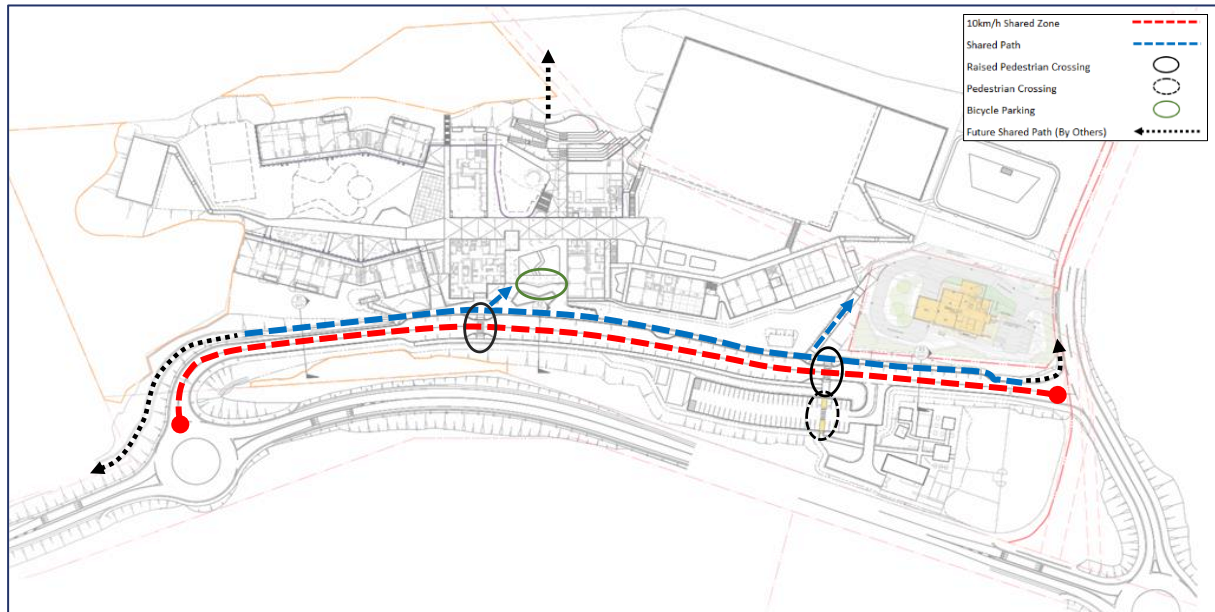 10km/h Shared Zone
Shared Path
Raised Pedestrian Crossing
Pedestrian Crossing
Bicycle Parking
Future Shared Path (By Others)